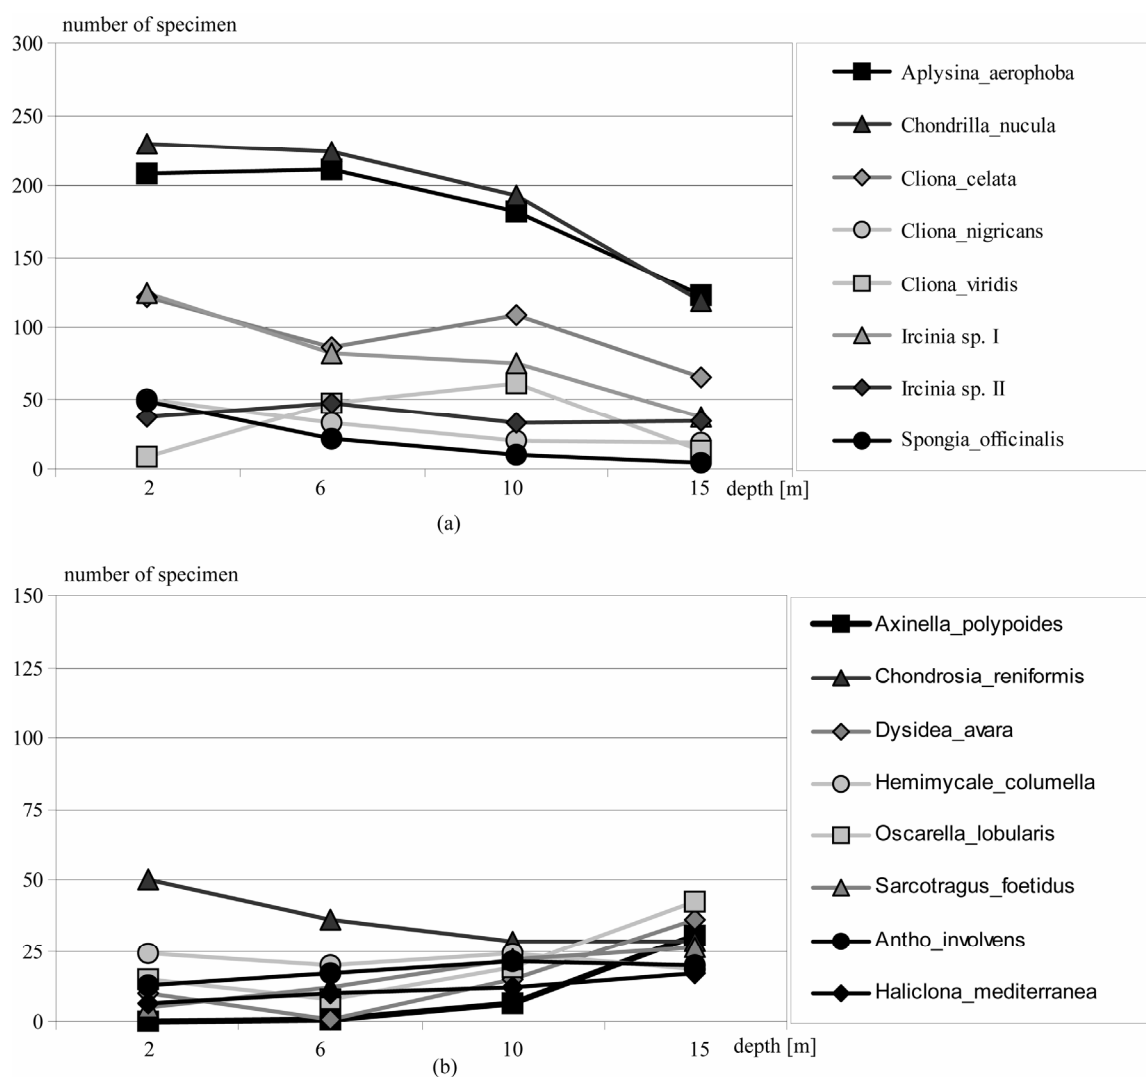 number of specimen
300
250
200
150
100
50
0
2 6 10 15 depth [m]
(a)
Aplysina_aerophoba
Chondrilla_nucula
Cliona_celata
Cliona_nigricans
Cliona_viridis
Ircinia sp. I
Ircinia sp. II
Spongia_officinalis
number of specimen
150
125
100
75
50
25
0
2 6 10 15 depth [m]
(b)
Axinella_polypoides
Chondrosia_reniformis
Dysidea_avara
Hemimycale_columella
Oscarella_lobularis
Sarcotragus_foetidus
Antho_involvens
Haliclona_mediterranea